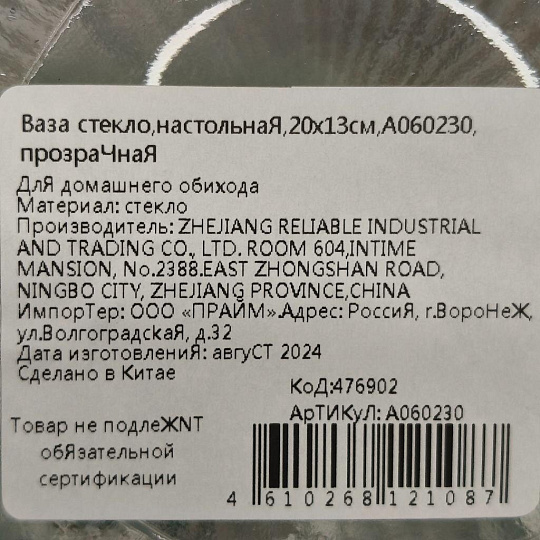 Ваза стекло,настольнаЯ,20х13см,А060230,
прозраЧнаЯ
ДлЯ домашнего обихода
Материал: стекло
Производитель: ZHEJIANG RELIABLE INDUSTRIAL
AND TRADING CO., LTD. ROOM 604,INTIME
MANSION, No.2388.EAST ZHONGSHAN ROAD,
NINGBO CITY, ZHEJIANG PROVINCE,CHINA
ИмпорТер: ООО «ПРАЙМ».Адрес: РоссиЯ, г.ВороНеЖ,
ул.ВолгоградсkаЯ, д.32
Дата изготовлениЯ: авгуСТ 2024
Сделано в Китае
КоД:476902
АрТИКуЛ: А060230
Товар не подлеЖNТ
обЯзательной
сертификации
4 610268 121087